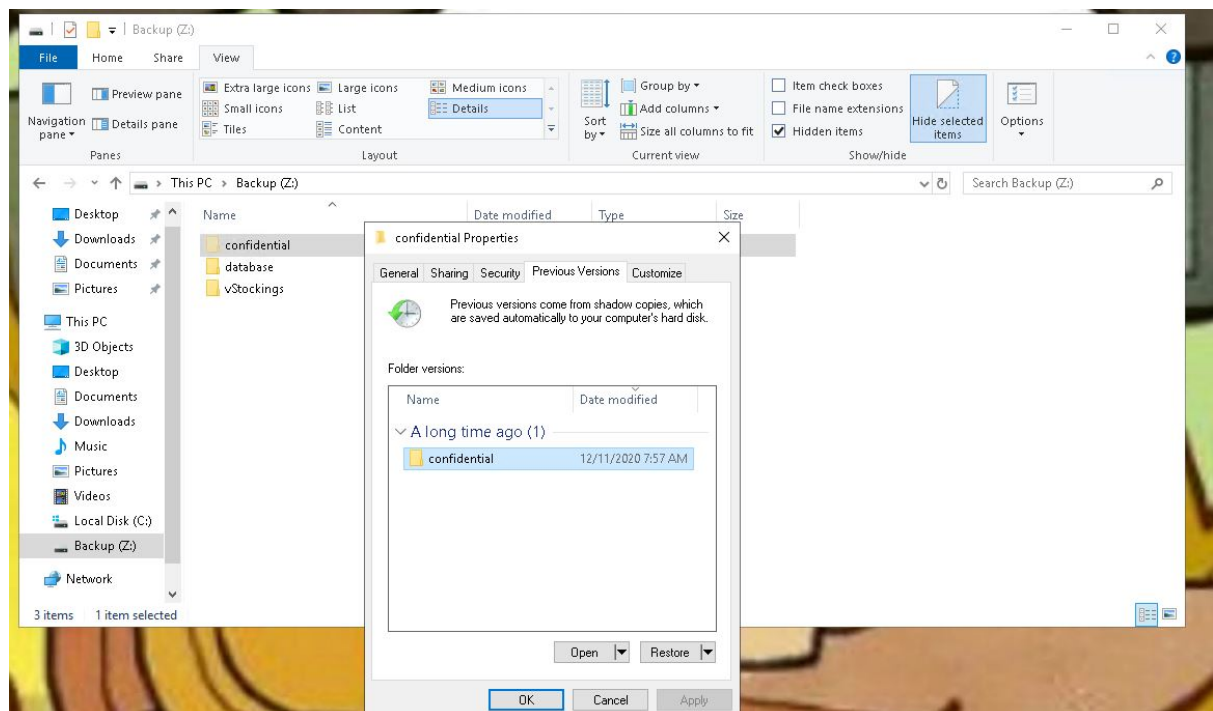 Backup (Z:)
File Home Share View
Preview pane
Navigation pane
Details pane
Panes
Extra large icons Large icons Medium icons
Small icons List Details
Tiles Content
Layout
Sort by
Group by
Add columns
Size all columns to fit
Current view
Item check boxes
File name extensions
Hidden items
Hide selected items
Show/hide
Options
This PC > Backup (Z:)
Search Backup (Z:)
Desktop
Downloads
Documents
Pictures
This PC
3D Objects
Desktop
Documents
Downloads
Music
Pictures
Videos
Local Disk (C:)
Backup (Z:)
Network
Name Date modified Type Size
confidential
database
vStockings
confidential Properties
General Sharing Security Previous Versions Customize
Previous versions come from shadow copies, which
are saved automatically to your computer's hard disk.
Folder versions:
Name Date modified
A long time ago (1)
confidential 12/11/2020 7:57 AM
Open Restore
OK Cancel Apply
3 items 1 item selected